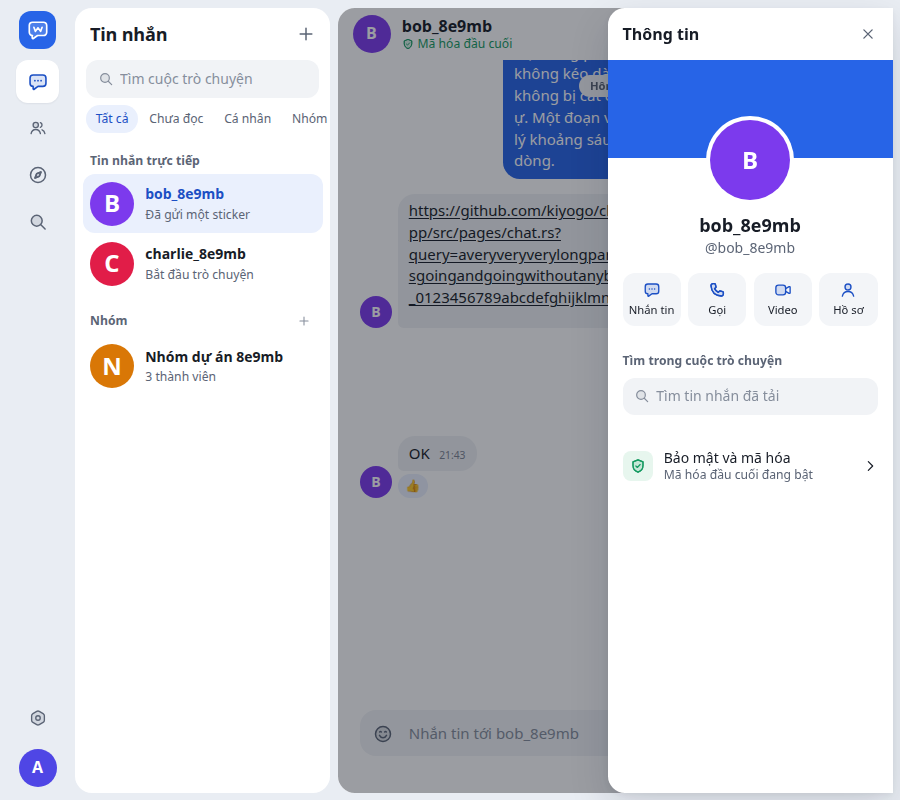 Tin nhắn
Tìm cuộc trò chuyện
Tất cả
Chưa đọc
Cá nhân
Nhóm
Tin nhắn trực tiếp
B
bob_8e9mb
Đã gửi một sticker
C
charlie_8e9mb
Bắt đầu trò chuyện
Nhóm
N
Nhóm dự án 8e9mb
3 thành viên
A
B
bob_8e9mb
Mã hóa đầu cuối
không kéo
không bị
ự. Một đoạn
lý khoảng
dòng.
https://github.com/kiyogo/
pp/src/pages/chat.rs?
query=averyveryverylongpar
sgoingandgoingwithoutany
_0123456789abcdefghijklm
B
OK 21:43
B
👍
Nhắn tin tới bob_8e9mb
Thông tin
B
bob_8e9mb
@bob_8e9mb
Nhắn tin
Gọi
Video
Hồ sơ
Tìm trong cuộc trò chuyện
Tìm tin nhắn đã tải
Bảo mật và mã hóa
Mã hóa đầu cuối đang bật